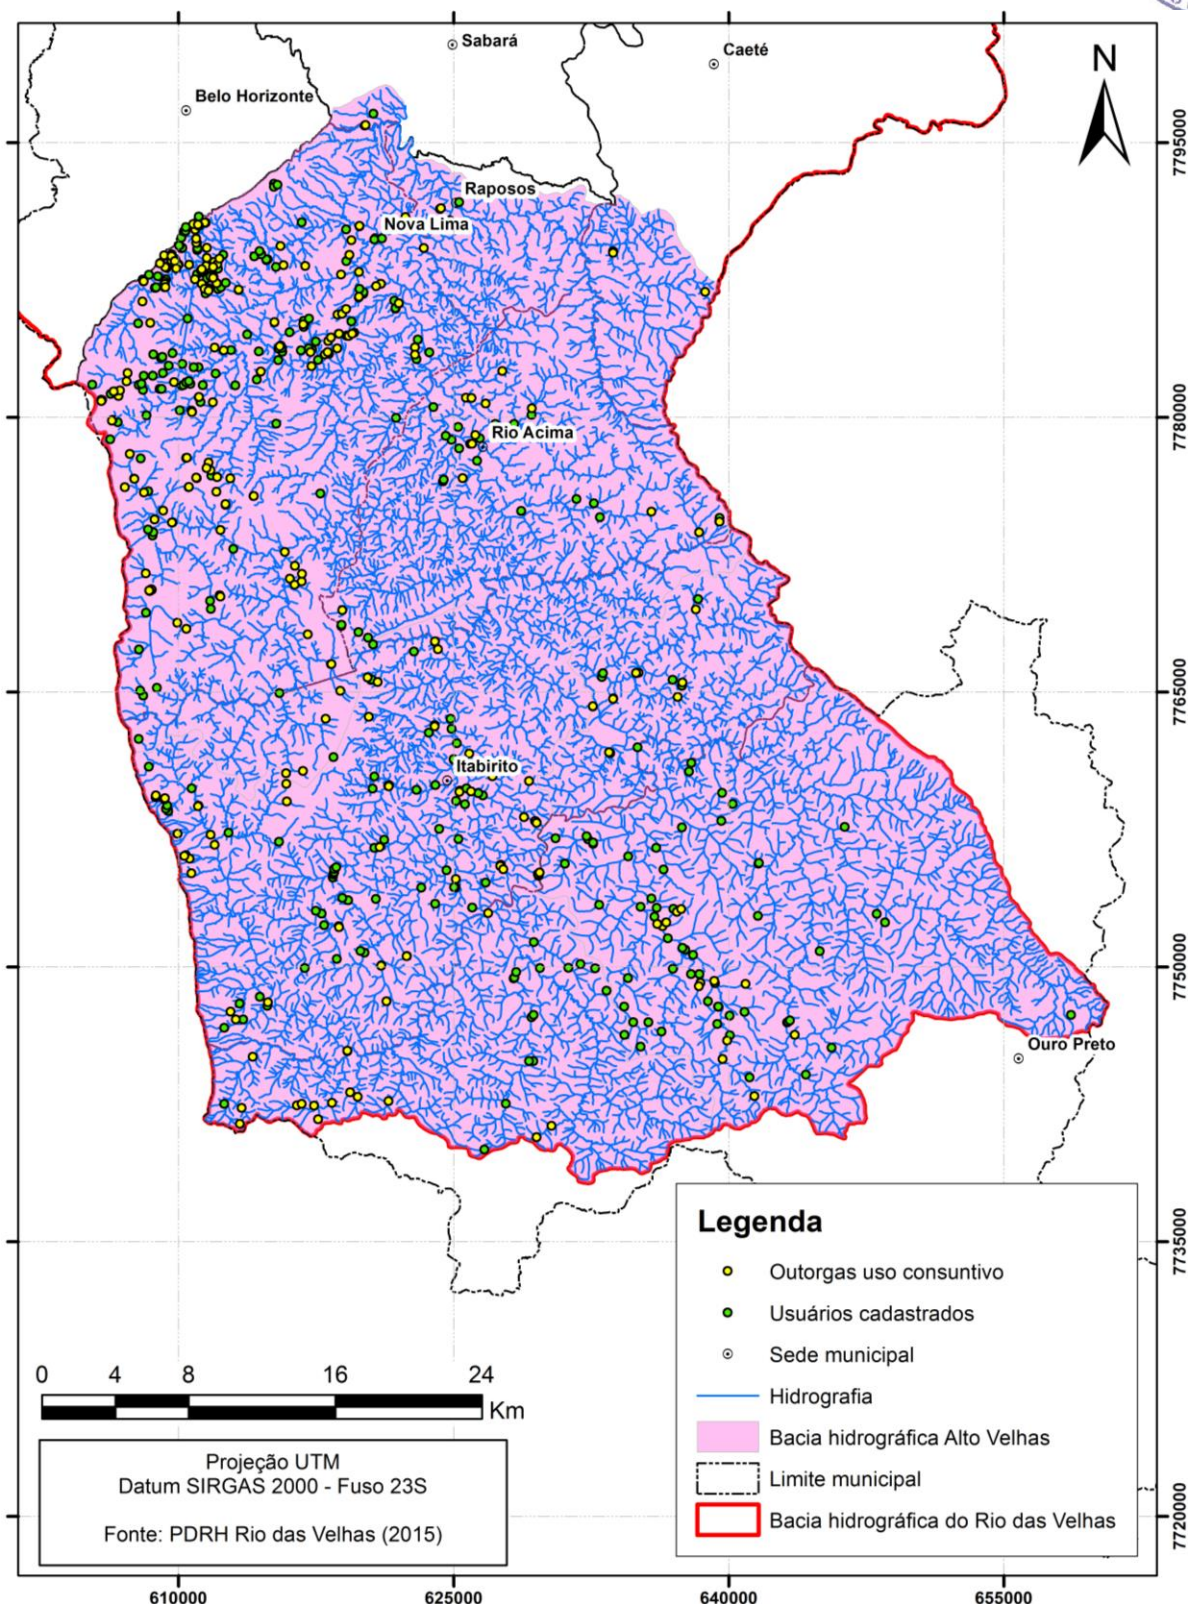 Sabará
Caeté
Belo Horizonte
N
7795000
Raposos
Nova Lima
7780000
Rio Acima
7765000
Itabirito
7750000
Ouro Preto
7735000
Legenda
Outorgas uso consuntivo
Usuários cadastrados
Sede municipal
Hidrografia
Bacia hidrográfica Alto Velhas
Limite municipal
Bacia hidrográfica do Rio das Velhas
0 4 8 16 24
Km
Projeção UTM
Datum SIRGAS 2000 - Fuso 23S
Fonte: PDRH Rio das Velhas (2015)
7720000
610000 625000 640000 655000